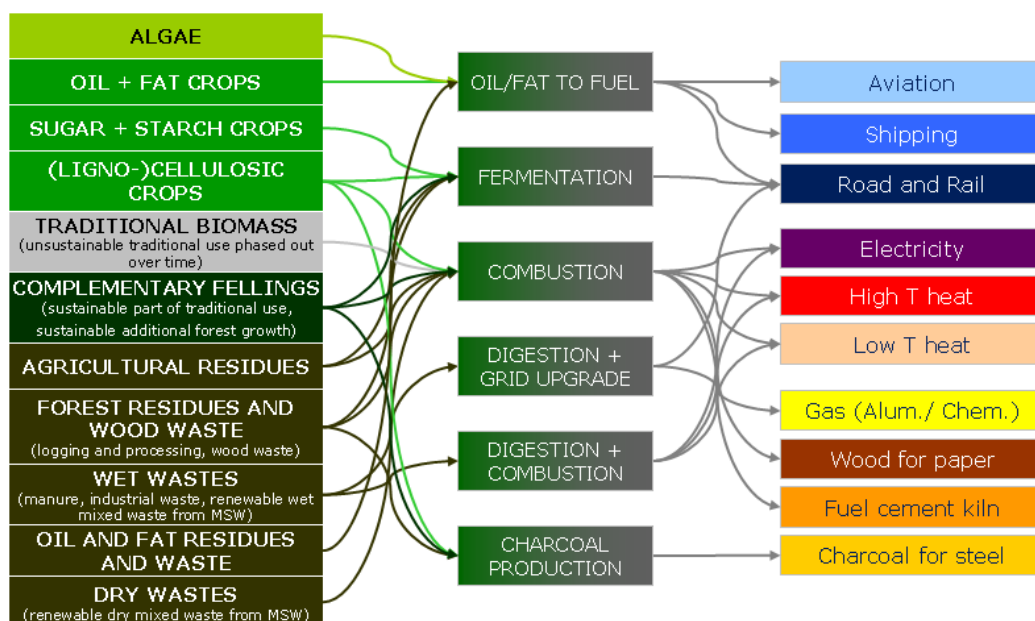 ALGAE
OIL + FAT CROPS
SUGAR + STARCH CROPS
(LIGNO-)CELLULOSIC
CROPS
TRADITIONAL BIOMASS
(unsustainable traditional use phased out
over time)
COMPLEMENTARY FELLINGS
(sustainable part of traditional use,
sustainable additional forest growth)
AGRICULTURAL RESIDUES
FOREST RESIDUES AND
WOOD WASTE
(logging and processing, wood waste)
WET WASTES
(manure, industrial waste, renewable wet
mixed waste from MSW)
OIL AND FAT RESIDUES
AND WASTE
DRY WASTES
(renewable dry mixed waste from MSW)
OIL/FAT TO FUEL
FERMENTATION
COMBUSTION
DIGESTION +
GRID UPGRADE
DIGESTION +
COMBUSTION
CHARCOAL
PRODUCTION
Aviation
Shipping
Road and Rail
Electricity
High T heat
Low T heat
Gas (Alum./ Chem.)
Wood for paper
Fuel cement kiln
Charcoal for steel